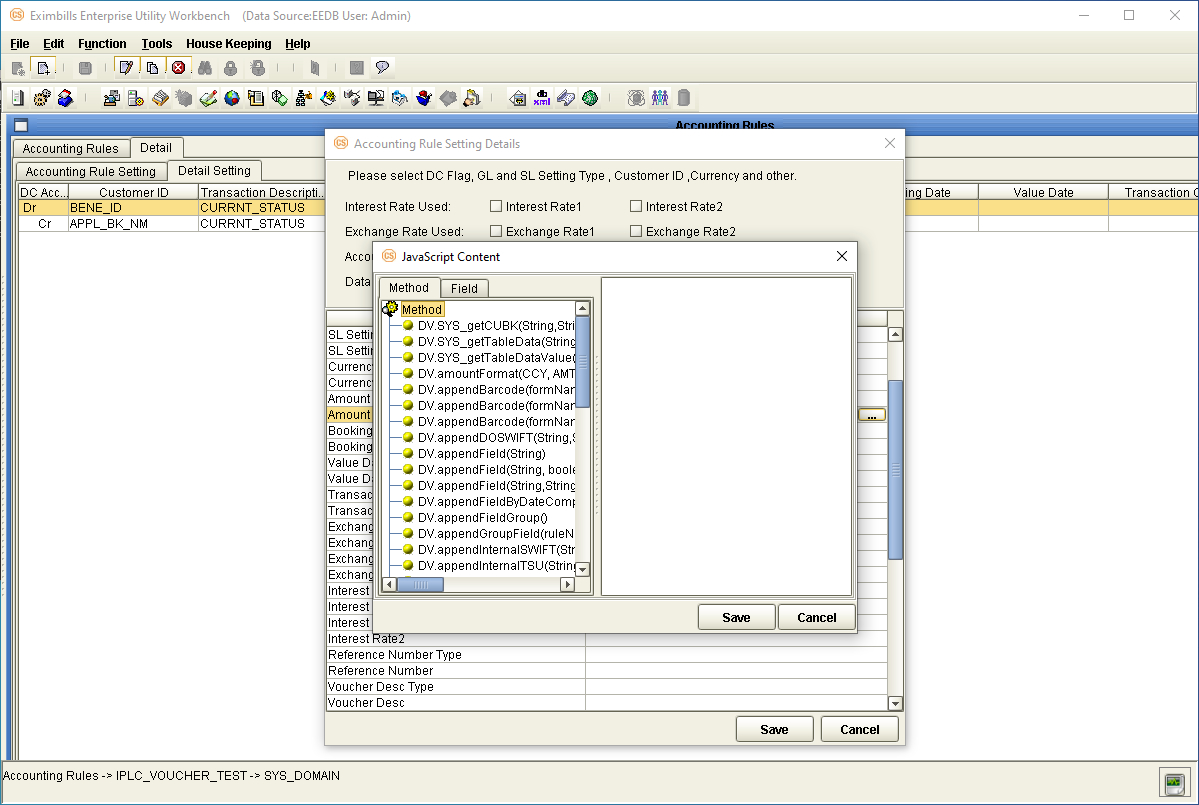 Eximbills Enterprise Utility Workbench (Data Source:EEDB User: Admin)
File Edit Function Tools House Keeping Help
Accounting Rules
Accounting Rules Detail
Accounting Rule Setting Detail Setting
DC Acc... Customer ID Transaction Descripti... ng Date Value Date Transaction C
Dr BENE_ID CURRNT_STATUS
Cr APPL_BK_NM CURRNT_STATUS
CS Accounting Rule Setting Details
Please select DC Flag, GL and SL Setting Type , Customer ID ,Currency and other.
Interest Rate Used: Interest Rate1 Interest Rate2
Exchange Rate Used: Exchange Rate1 Exchange Rate2
Acco
Data
SL Settin
SL Settin
Currenc
Currenc
Amount
Amount ...
Booking
Booking
Value D
Value D
Transac
Transac
Exchang
Exchang
Exchang
Exchang
Interest
Interest
Interest
Interest Rate2
Reference Number Type
Reference Number
Voucher Desc Type
Voucher Desc
Save Cancel
CS JavaScript Content
Method Field
Method
DV.SYS_getCUBK(String,Stri
DV.SYS_getTableData(String
DV.SYS_getTableDataValue(
DV.amountFormat(CCY, AMT
DV.appendBarcode(formNar
DV.appendBarcode(formNar
DV.appendBarcode(formNar
DV.appendDOSWIFT(String,S
DV.appendField(String)
DV.appendField(String, boole
DV.appendField(String,String
DV.appendFieldByDateComp
DV.appendFieldGroup()
DV.appendGroupField(ruleN
DV.appendInternalSWIFT(Str
DV.appendInternalTSU(String
Save Cancel
Accounting Rules -> IPLC_VOUCHER_TEST -> SYS_DOMAIN